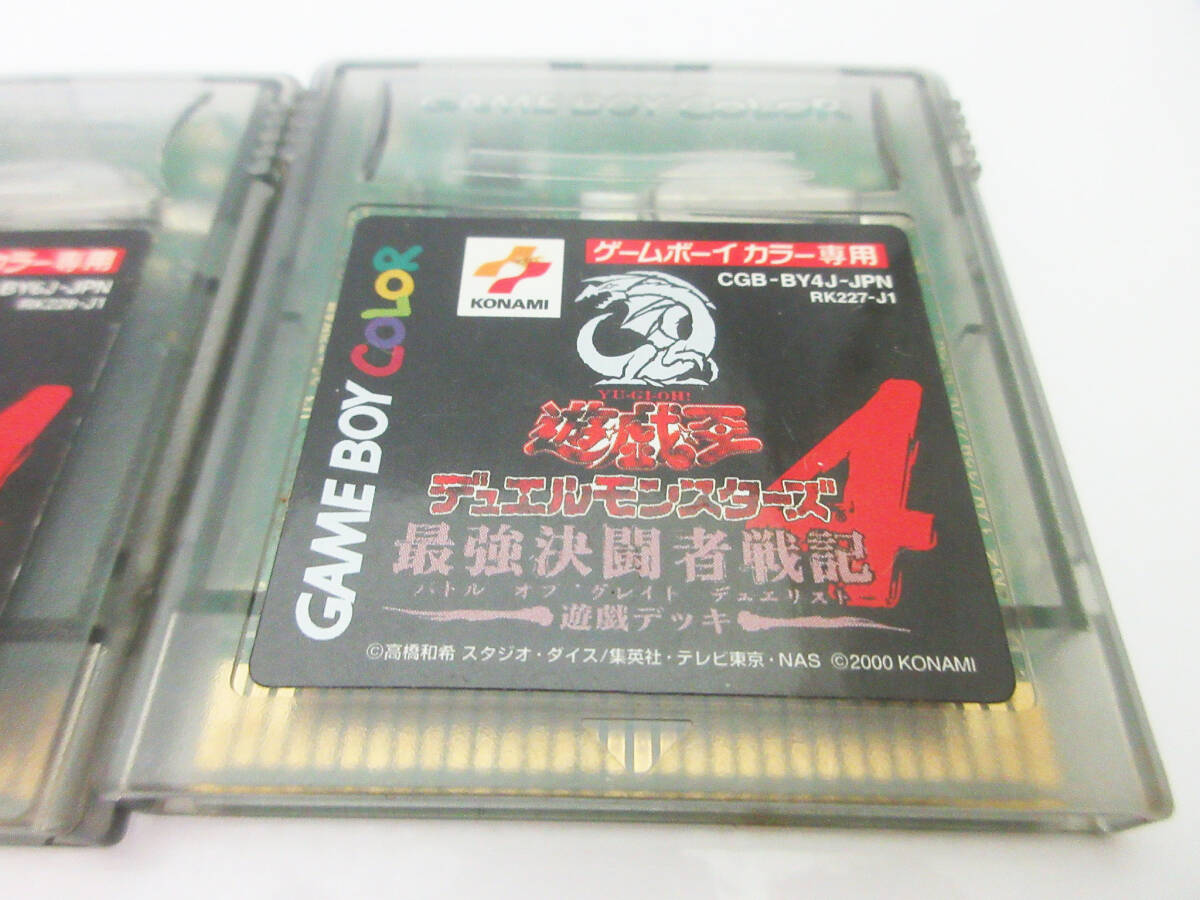 GAME BOY COLOR
ラー専用
BY6J-JPN
RK228-J1
GAME BOY COLOR
KONAMI
ゲームボーイ カラー専用
CGB-BY4J-JPN
RK227-J1
YU-GI-OH!
遊戯王
デュエルモンスターズ
4
最強決闘者戦記
バトル オブ・グレイト デュエリスト
遊戯デッキ
©高橋和希 スタジオ・ダイス/集英社・テレビ東京・NAS ©2000 KONAMI